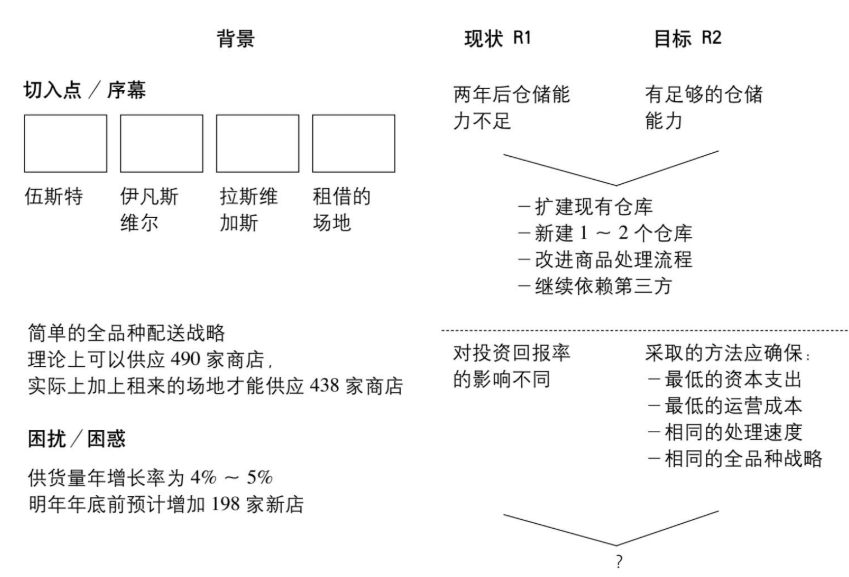 背景
现状 R1
目标 R2
切入点／序幕
伍斯特
伊凡斯
维尔
拉斯维
加斯
租借的
场地
两年后仓储能
力不足
有足够的仓储
能力
－扩建现有仓库
－新建 1 ～ 2 个仓库
－改进商品处理流程
－继续依赖第三方
简单的全品种配送战略
理论上可以供应 490 家商店，
实际上加上租来的场地才能供应 438 家商店
困扰／困惑
供货量年增长率为 4% ～ 5%
明年年底前预计增加 198 家新店
对投资回报率
的影响不同
采取的方法应确保：
－最低的资本支出
－最低的运营成本
－相同的处理速度
－相同的全品种战略
?